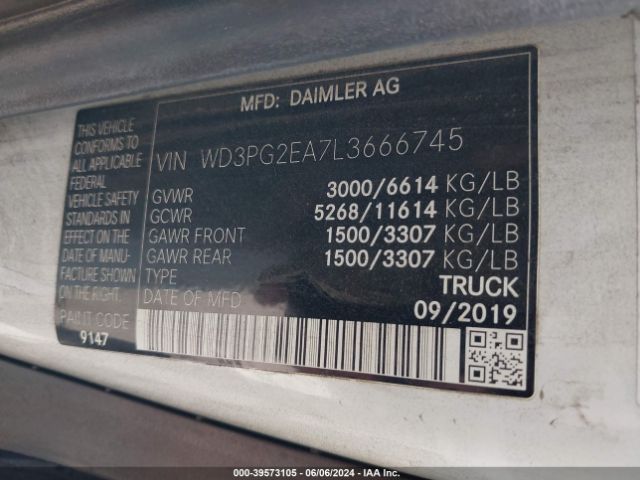 MFD: DAIMLER AG
THIS VEHICLE
CONFORMS TO
ALL APPLICABLE
FEDERAL
VEHICLE SAFETY
STANDARDS IN
EFFECT ON THE
DATE OF MANU-
FACTURE SHOWN
ON THE RIGHT.
PAINT CODE
9147
VIN WD3PG2EA7L3666745
GVWR 3000/6614 KG/LB
GCWR 5268/11614 KG/LB
GAWR FRONT 1500/3307 KG/LB
GAWR REAR 1500/3307 KG/LB
TYPE TRUCK
DATE OF MFD 09/2019
000-39573105 - 06/06/2024 - IAA Inc.